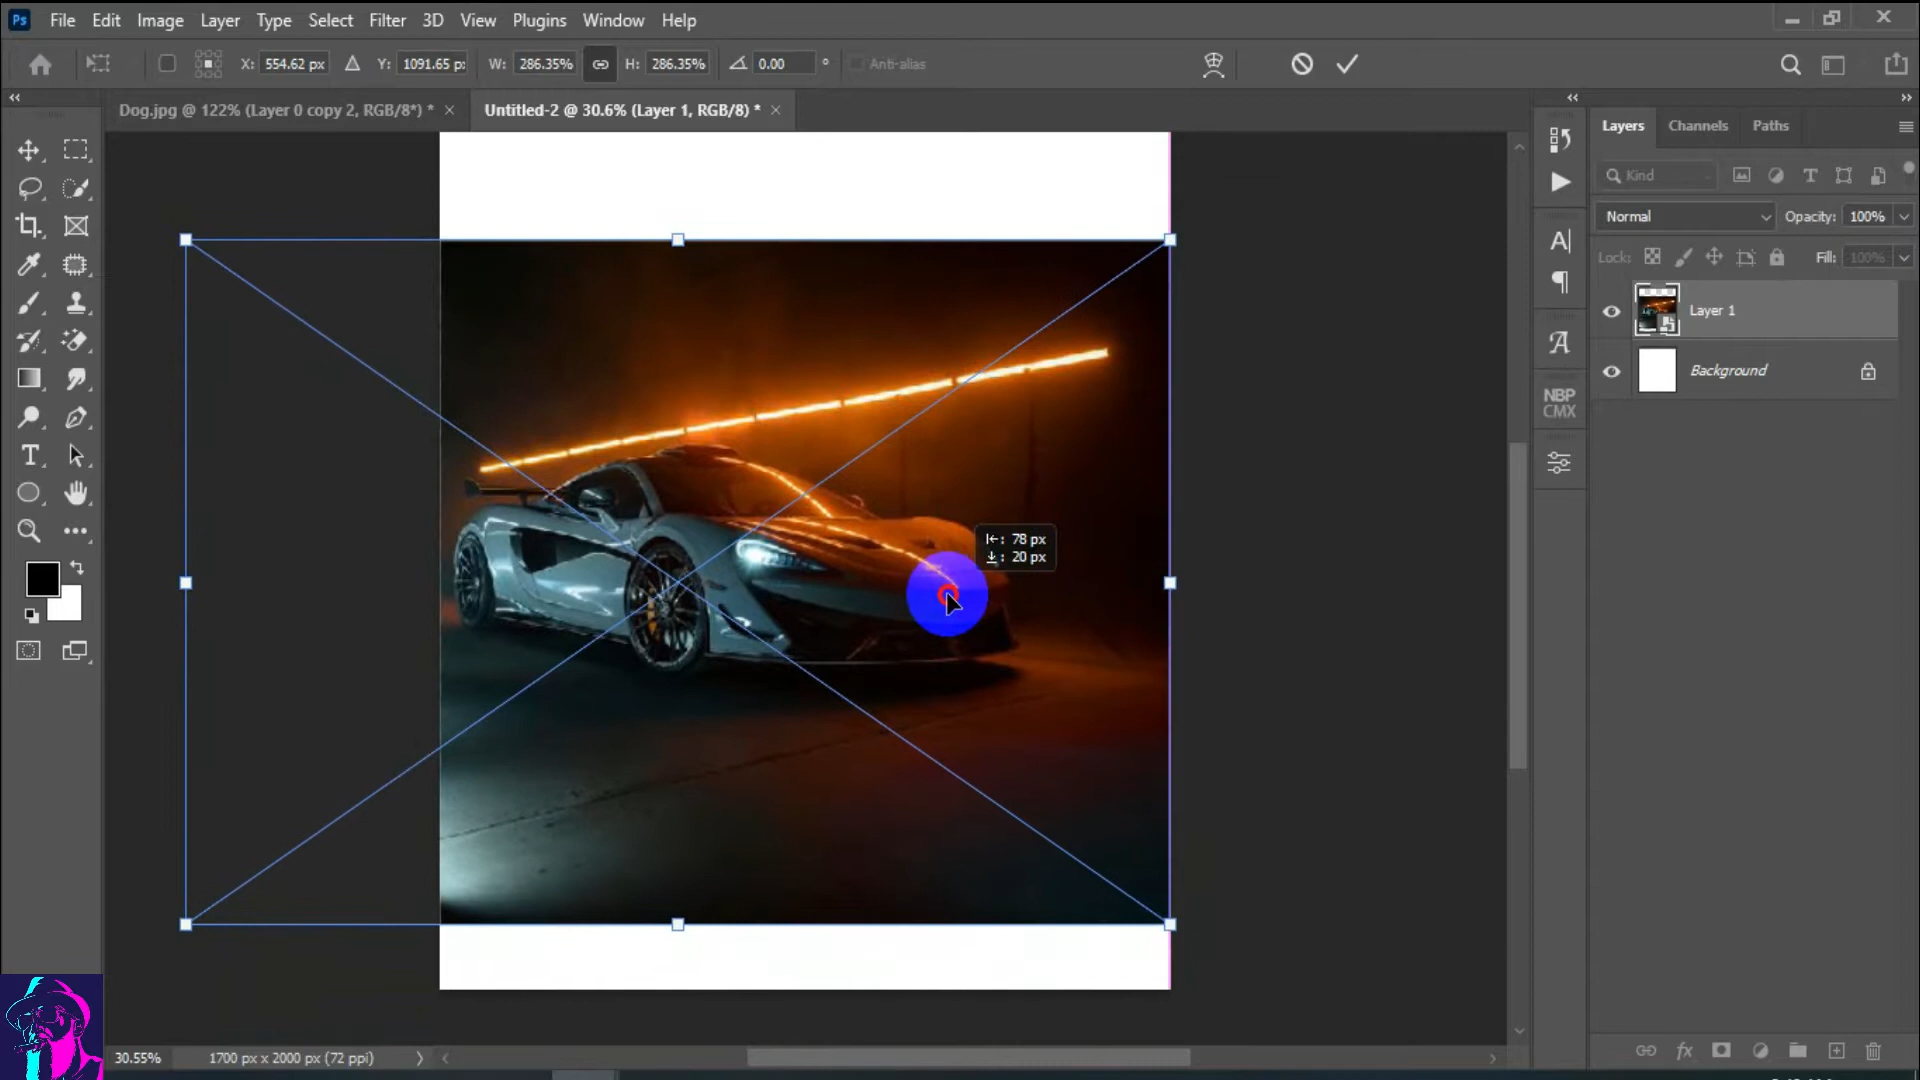 Ps File Edit Image Layer Type Select Filter 3D View Plugins Window Help
X: 554.62 px Y: 1091.65 p: W: 286.35% H: 286.35% 0.00 ° Anti-alias
Dog.jpg @ 122% (Layer 0 copy 2, RGB/8*) * Untitled-2 @ 30.6% (Layer 1, RGB/8) *
Layers Channels Paths
Kind
Normal Opacity: 100%
Lock: Fill: 100%
Layer 1
Background
NBP
CMX
78 px
20 px
30.55% 1700 px x 2000 px (72 ppi)